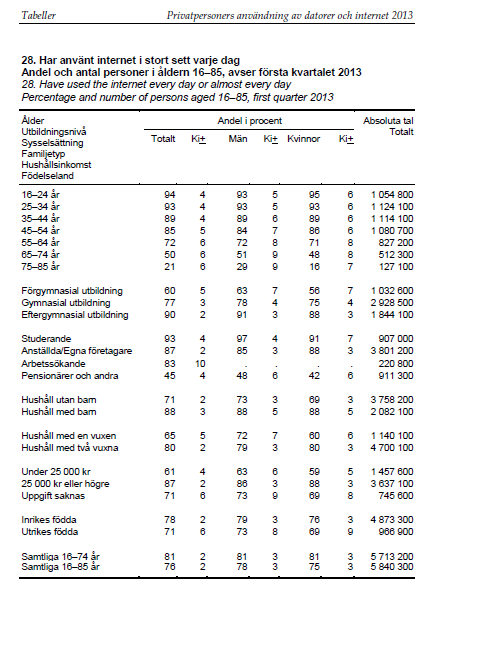 Tabeller Privatpersoners användning av datorer och internet 2013
28. Har använt internet i stort sett varje dag
Andel och antal personer i åldern 16–85, avser första kvartalet 2013
28. Have used the internet every day or almost every day
Percentage and number of persons aged 16–85, first quarter 2013
Ålder Andel i procent Absoluta tal
Utbildningsnivå Totalt
Sysselsättning Totalt Ki± Män Ki± Kvinnor Ki±
Familjetyp
Hushållsinkomst
Födelseland
16–24 år 94 4 93 5 95 6 1 054 800
25–34 år 93 4 93 5 93 6 1 124 100
35–44 år 89 4 89 6 89 6 1 114 100
45–54 år 85 5 84 7 86 6 1 080 700
55–64 år 72 6 72 8 71 8 827 200
65–74 år 50 6 51 9 48 8 512 300
75–85 år 21 6 29 9 16 7 127 100
Förgymnasial utbildning 60 5 63 7 56 7 1 032 600
Gymnasial utbildning 77 3 78 4 75 4 2 928 500
Eftergymnasial utbildning 90 2 91 3 88 3 1 844 100
Studerande 93 4 97 4 91 7 907 000
Anställda/Egna företagare 87 2 85 3 88 3 3 801 200
Arbetssökande 83 10 . . . . 220 800
Pensionärer och andra 45 4 48 6 42 6 911 300
Hushåll utan barn 71 2 73 3 69 3 3 758 200
Hushåll med barn 88 3 88 5 88 5 2 082 100
Hushåll med en vuxen 65 5 72 7 60 6 1 140 100
Hushåll med två vuxna 80 2 79 3 80 3 4 700 100
Under 25 000 kr 61 4 63 6 59 5 1 457 600
25 000 kr eller högre 87 2 86 3 88 3 3 637 100
Uppgift saknas 71 6 73 9 69 8 745 600
Inrikes födda 78 2 79 3 76 3 4 873 300
Utrikes födda 71 6 73 8 69 9 966 900
Samtliga 16–74 år 81 2 81 3 81 3 5 713 200
Samtliga 16–85 år 76 2 78 3 75 3 5 840 300